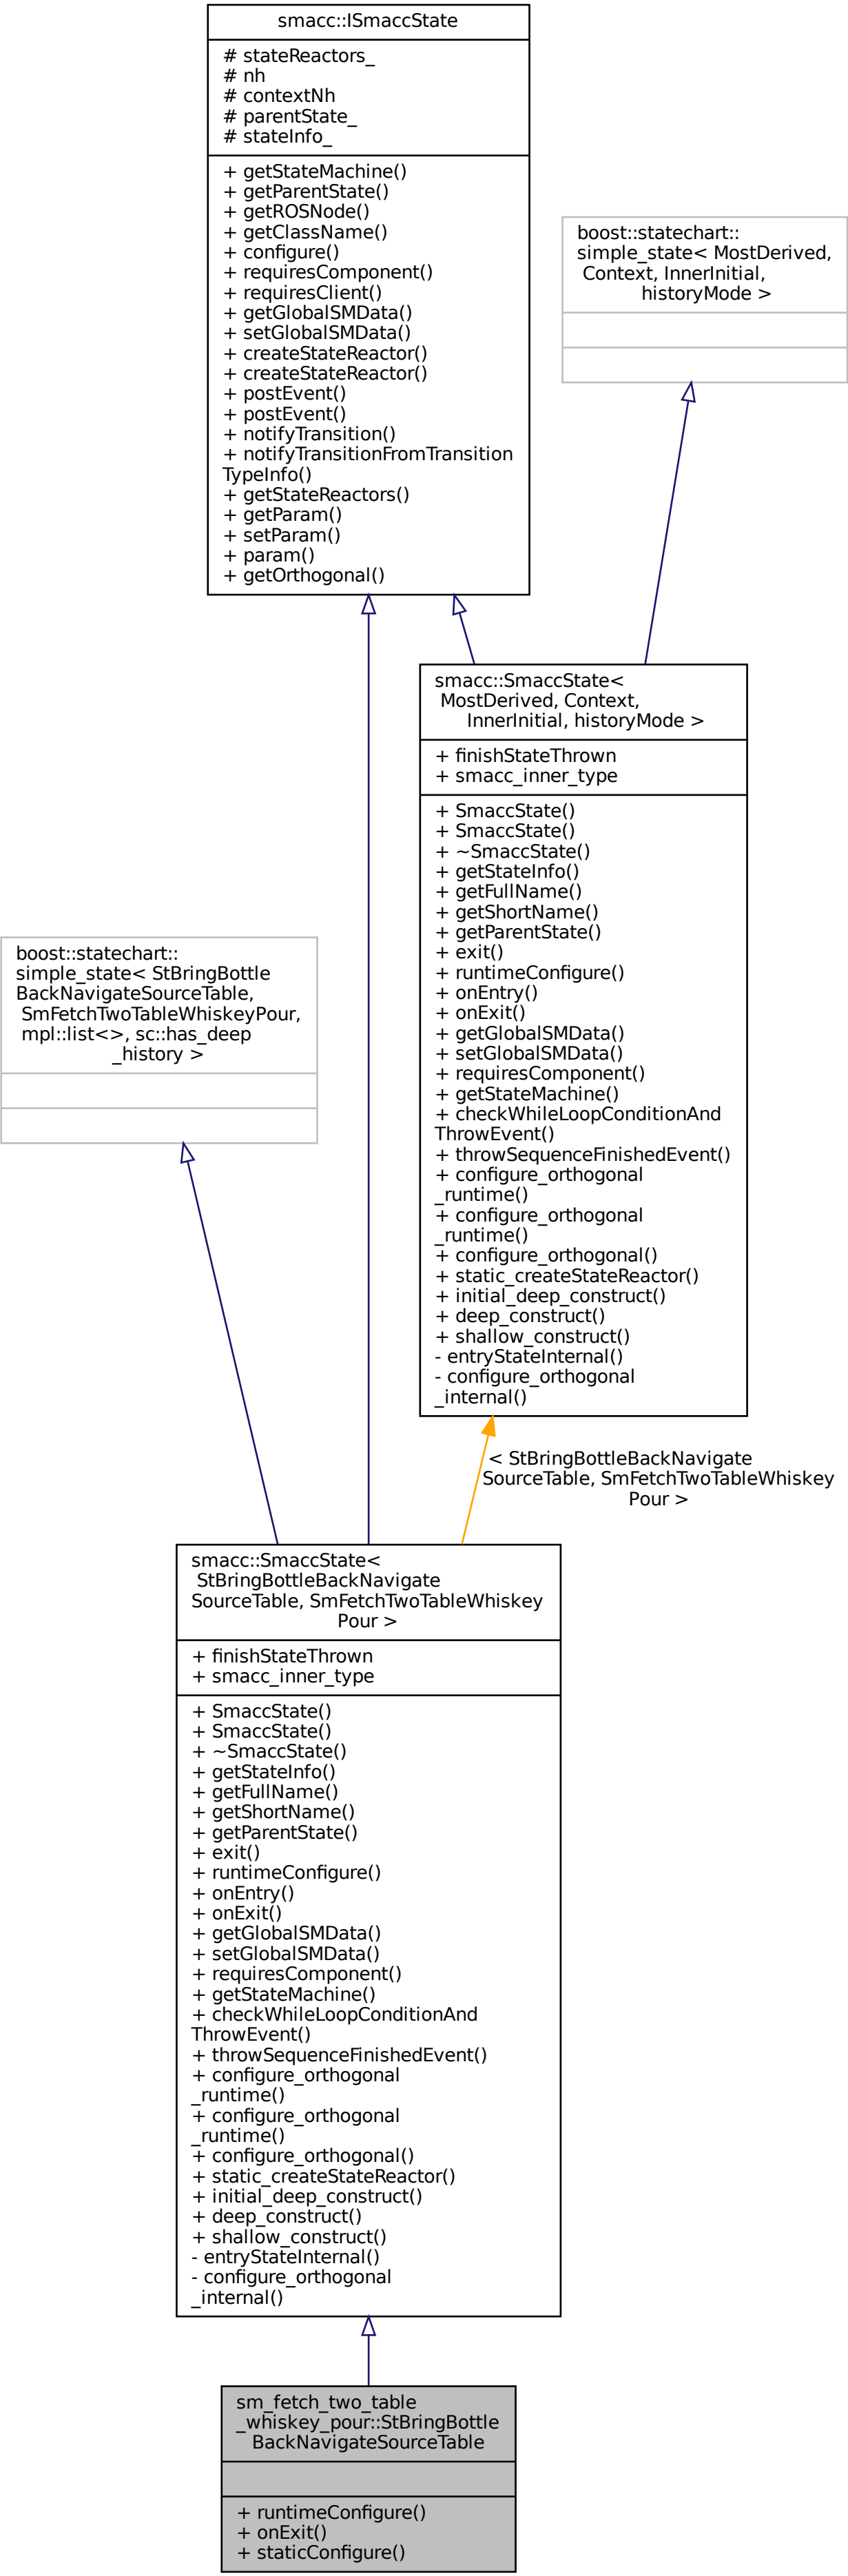 smacc::ISmaccState
# stateReactors_
# nh
# contextNh
# parentState_
# stateInfo_
+ getStateMachine()
+ getParentState()
+ getROSNode()
+ getClassName()
+ configure()
+ requiresComponent()
+ requiresClient()
+ getGlobalSMData()
+ setGlobalSMData()
+ createStateReactor()
+ createStateReactor()
+ postEvent()
+ postEvent()
+ notifyTransition()
+ notifyTransitionFromTransition
TypeInfo()
+ getStateReactors()
+ getParam()
+ setParam()
+ param()
+ getOrthogonal()
boost::statechart::
simple_state< MostDerived,
Context, InnerInitial,
historyMode >
smacc::SmaccState<
MostDerived, Context,
InnerInitial, historyMode >
+ finishStateThrown
+ smacc_inner_type
+ SmaccState()
+ SmaccState()
+ ~SmaccState()
+ getStateInfo()
+ getFullName()
+ getShortName()
+ getParentState()
+ exit()
+ runtimeConfigure()
+ onEntry()
+ onExit()
+ getGlobalSMData()
+ setGlobalSMData()
+ requiresComponent()
+ getStateMachine()
+ checkWhileLoopConditionAnd
ThrowEvent()
+ throwSequenceFinishedEvent()
+ configure_orthogonal
_runtime()
+ configure_orthogonal
_runtime()
+ configure_orthogonal()
+ static_createStateReactor()
+ initial_deep_construct()
+ deep_construct()
+ shallow_construct()
- entryStateInternal()
- configure_orthogonal
_internal()
boost::statechart::
simple_state< StBringBottle
BackNavigateSourceTable,
SmFetchTwoTableWhiskeyPour,
mpl::list<>, sc::has_deep
_history >
< StBringBottleBackNavigate
SourceTable, SmFetchTwoTableWhiskey
Pour >
smacc::SmaccState<
StBringBottleBackNavigate
SourceTable, SmFetchTwoTableWhiskey
Pour >
+ finishStateThrown
+ smacc_inner_type
+ SmaccState()
+ SmaccState()
+ ~SmaccState()
+ getStateInfo()
+ getFullName()
+ getShortName()
+ getParentState()
+ exit()
+ runtimeConfigure()
+ onEntry()
+ onExit()
+ getGlobalSMData()
+ setGlobalSMData()
+ requiresComponent()
+ getStateMachine()
+ checkWhileLoopConditionAnd
ThrowEvent()
+ throwSequenceFinishedEvent()
+ configure_orthogonal
_runtime()
+ configure_orthogonal
_runtime()
+ configure_orthogonal()
+ static_createStateReactor()
+ initial_deep_construct()
+ deep_construct()
+ shallow_construct()
- entryStateInternal()
- configure_orthogonal
_internal()
sm_fetch_two_table
_whiskey_pour::StBringBottle
BackNavigateSourceTable
+ runtimeConfigure()
+ onExit()
+ staticConfigure()